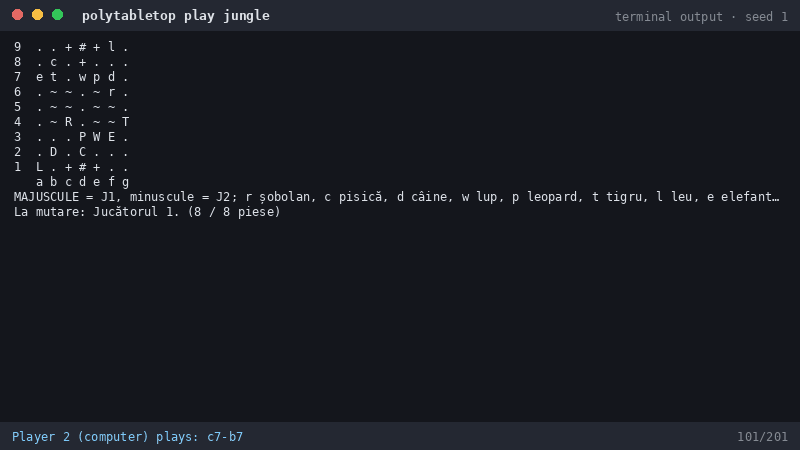 polytabletop play jungle
terminal output · seed 1
9 . . + # + l .
8 . c . + . . .
7 e t . w p d .
6 . ~ ~ . ~ r .
5 . ~ ~ . ~ ~ .
4 . ~ R . ~ ~ T
3 . . . P W E .
2 . D . C . . .
1 L . + # + . .
a b c d e f g
MAJUSCULE = J1, minuscule = J2; r șobolan, c pisică, d câine, w lup, p leopard, t tigru, l leu, e elefant…
La mutare: Jucătorul 1. (8 / 8 piese)
Player 2 (computer) plays: c7-b7
101/201